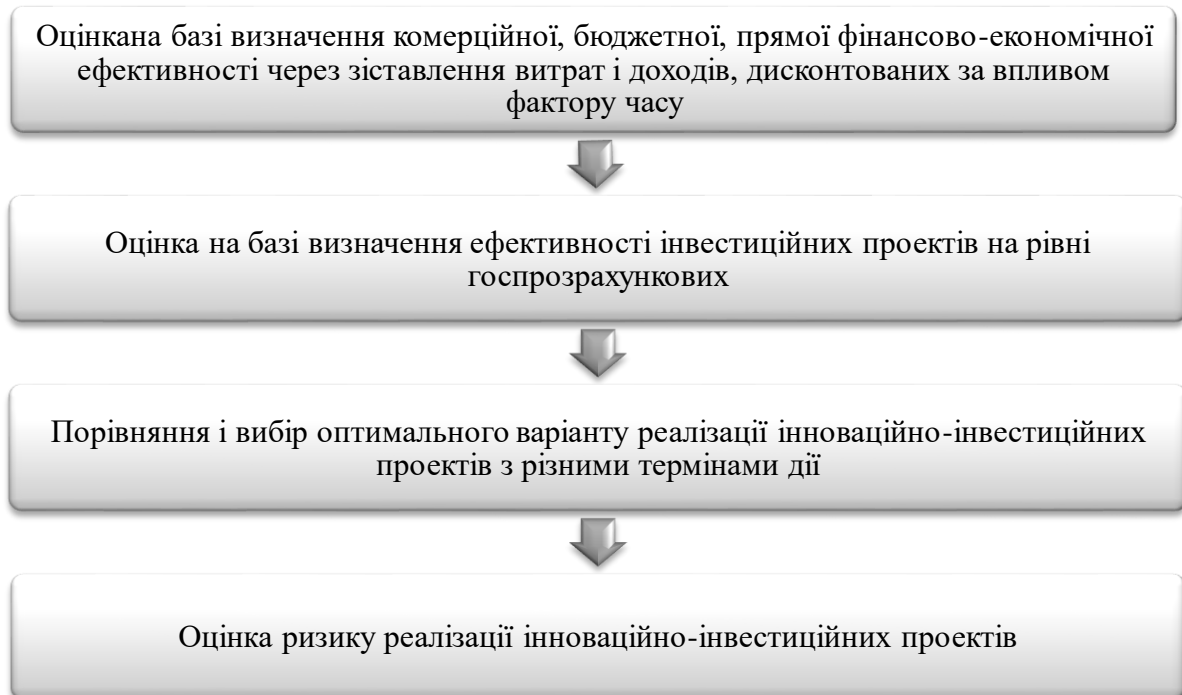 Оцінкана базі визначення комерційної, бюджетної, прямої фінансово-економічної
ефективності через зіставлення витрат і доходів, дисконтованих за впливом
фактору часу
Оцінка на базі визначення ефективності інвестиційних проектів на рівні
госпрозрахункових
Порівняння і вибір оптимального варіанту реалізації інноваційно-інвестиційних
проектів з різними термінами дії
Оцінка ризику реалізації інноваційно-інвестиційних проектів